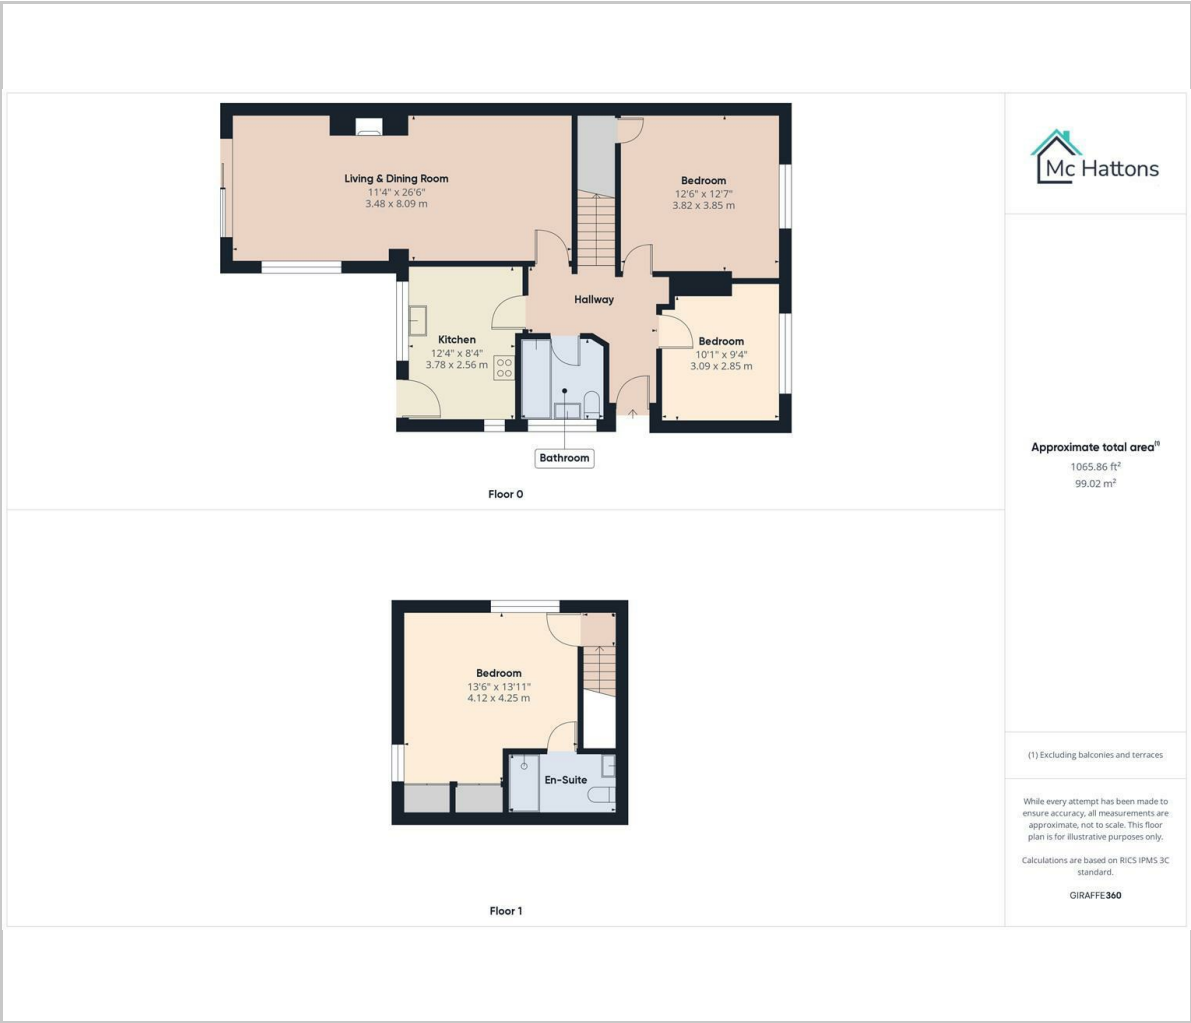 Living & Dining Room
11'4" x 26'6"
3.48 x 8.09 m
Bedroom
12'6" x 12'7"
3.82 x 3.85 m
Hallway
Kitchen
12'4" x 8'4"
3.78 x 2.56 m
Bedroom
10'1" x 9'4"
3.09 x 2.85 m
Bathroom
Floor 0
Bedroom
13'6" x 13'11"
4.12 x 4.25 m
En-Suite
Floor 1
Mc Hattons
Approximate total area(1)
1065.86 ft²
99.02 m²
(1) Excluding balconies and terraces
While every attempt has been made to
ensure accuracy, all measurements are
approximate, not to scale. This floor
plan is for illustrative purposes only.
Calculations are based on RICS IPMS 3C
standard.
GIRAFFE360